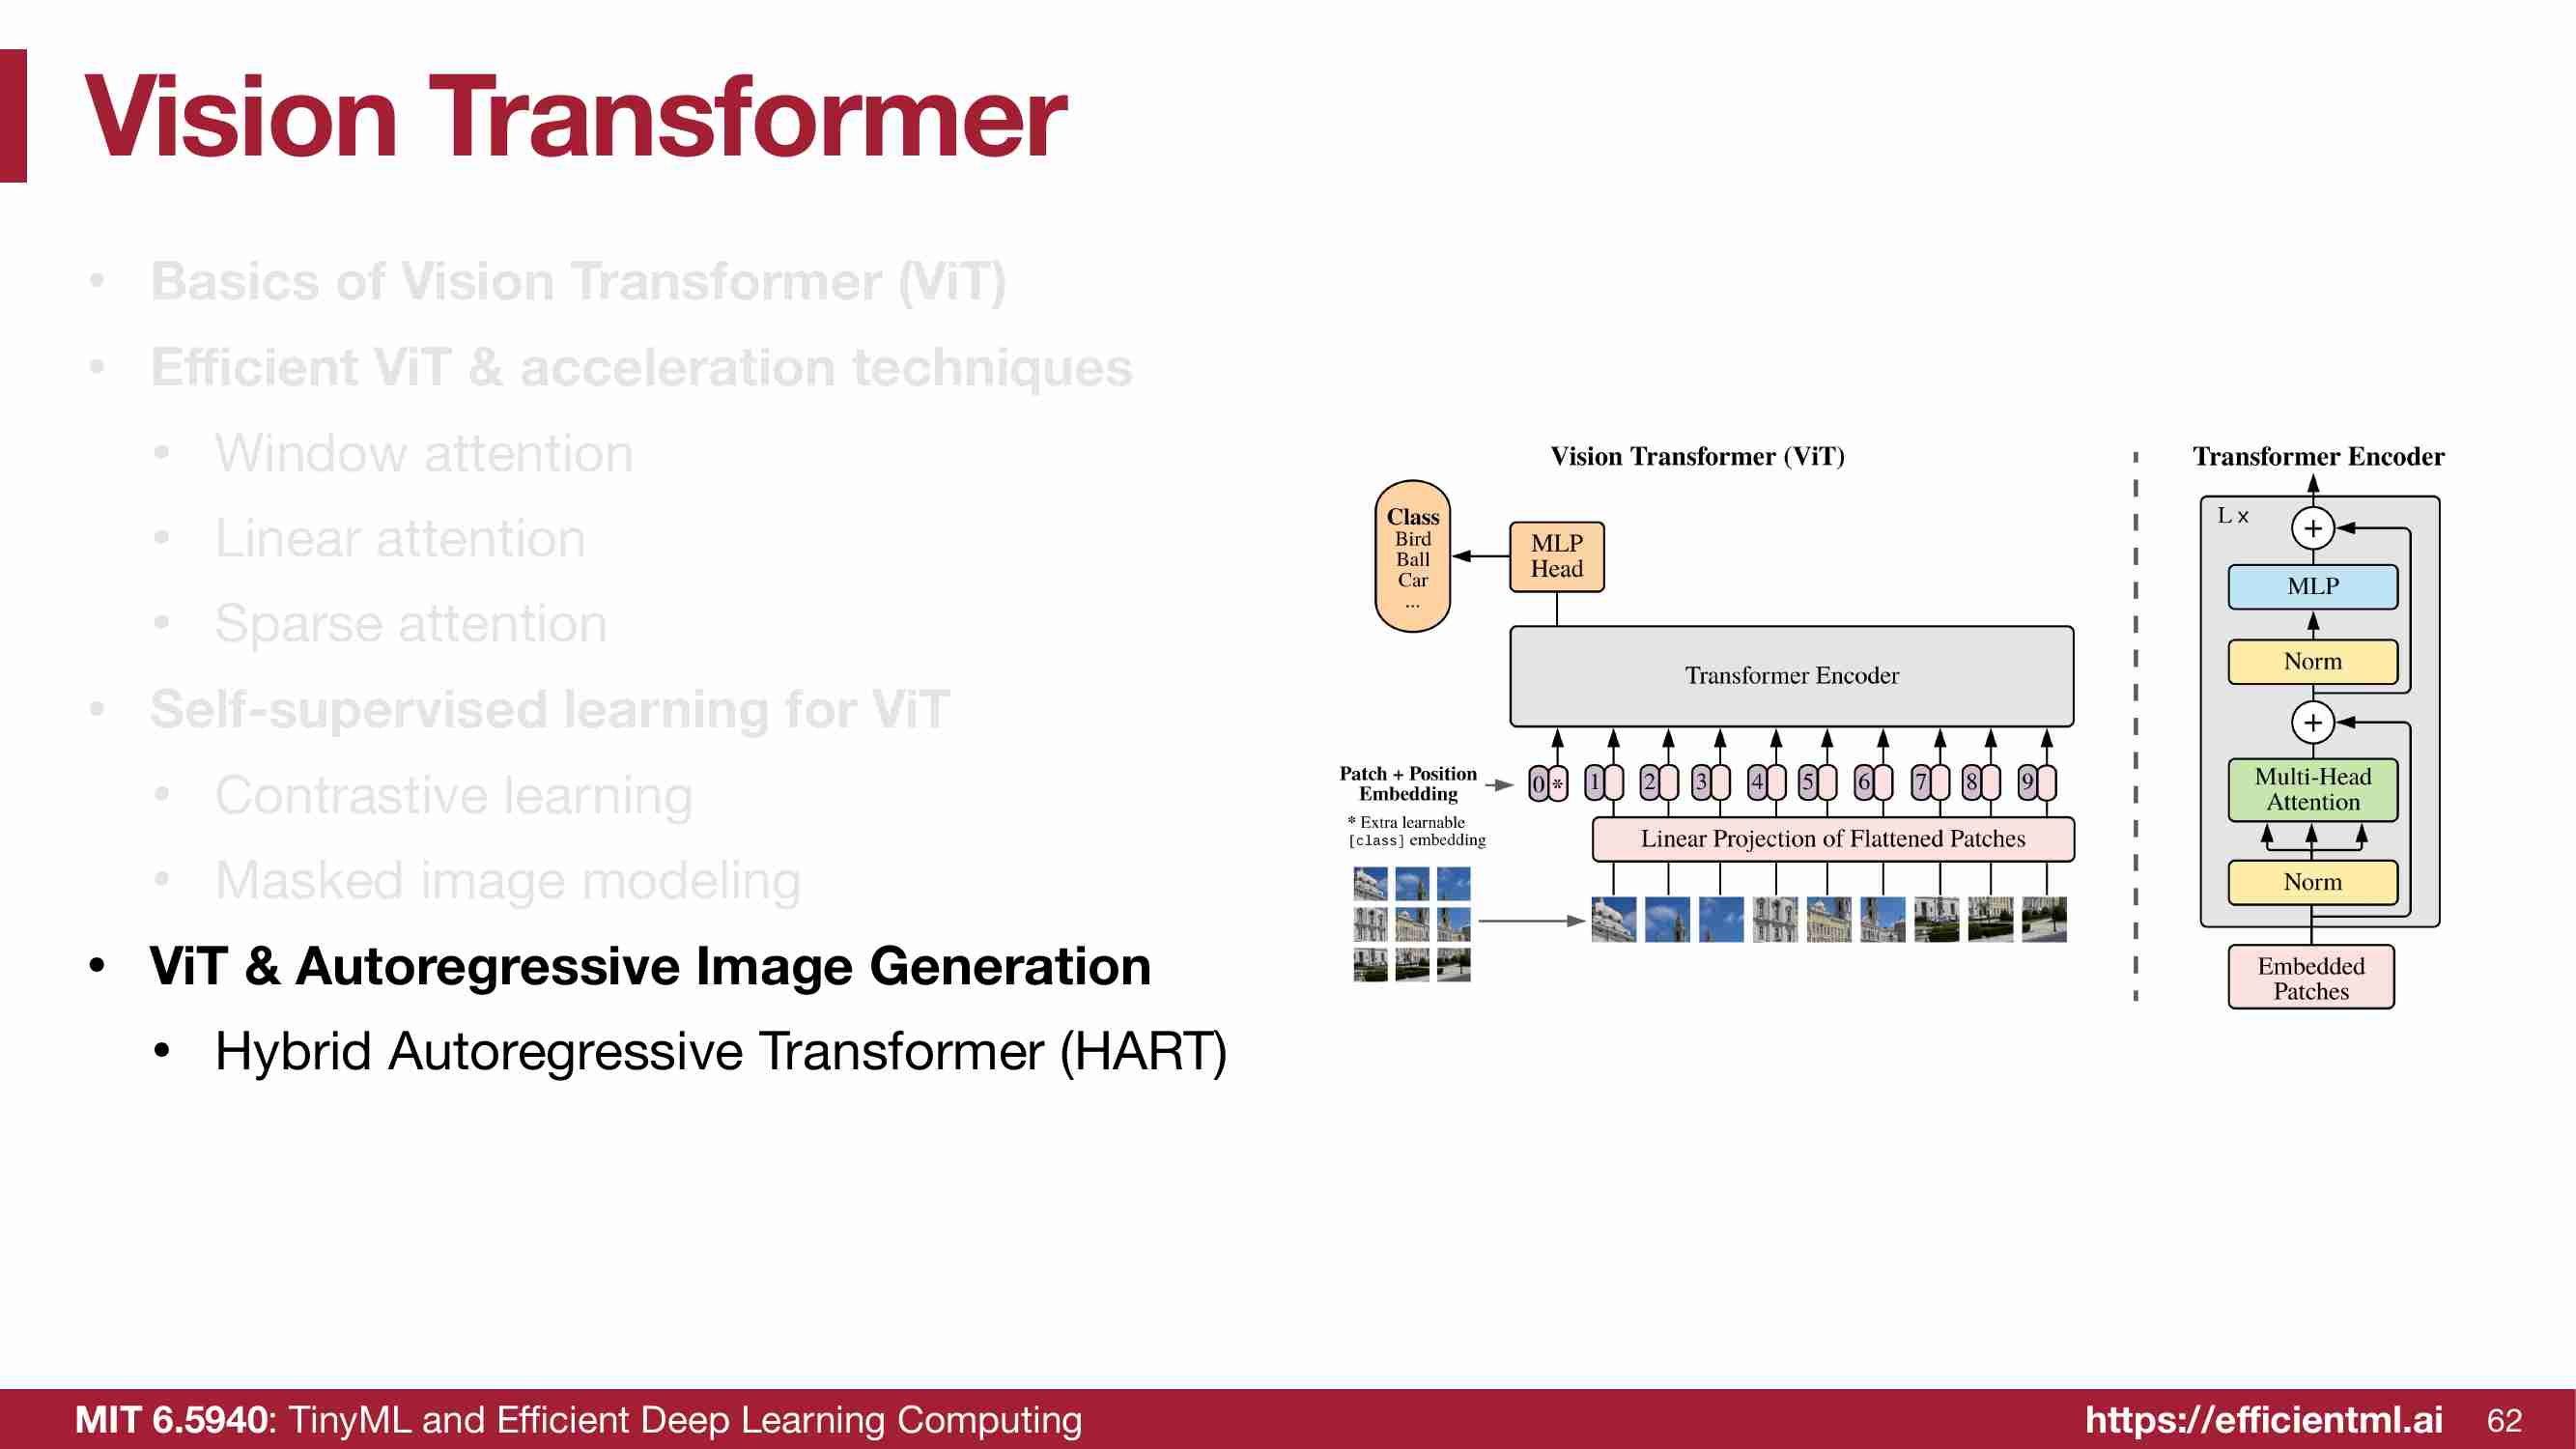 Vision Transformer
• Basics of Vision Transformer (ViT)
• Efficient ViT & acceleration techniques
• Window attention
• Linear attention
• Sparse attention
• Self-supervised learning for ViT
• Contrastive learning
• Masked image modeling
• ViT & Autoregressive Image Generation
• Hybrid Autoregressive Transformer (HART)
Vision Transformer (ViT)
Class
Bird
Ball
Car
...
MLP
Head
Transformer Encoder
Patch + Position
Embedding
* Extra learnable
[class] embedding
0 * 1 2 3 4 5 6 7 8 9
Linear Projection of Flattened Patches
Transformer Encoder
L x
+
MLP
Norm
+
Multi-Head
Attention
Norm
Embedded
Patches
MIT 6.5940: TinyML and Efficient Deep Learning Computing
https://efficientml.ai 62